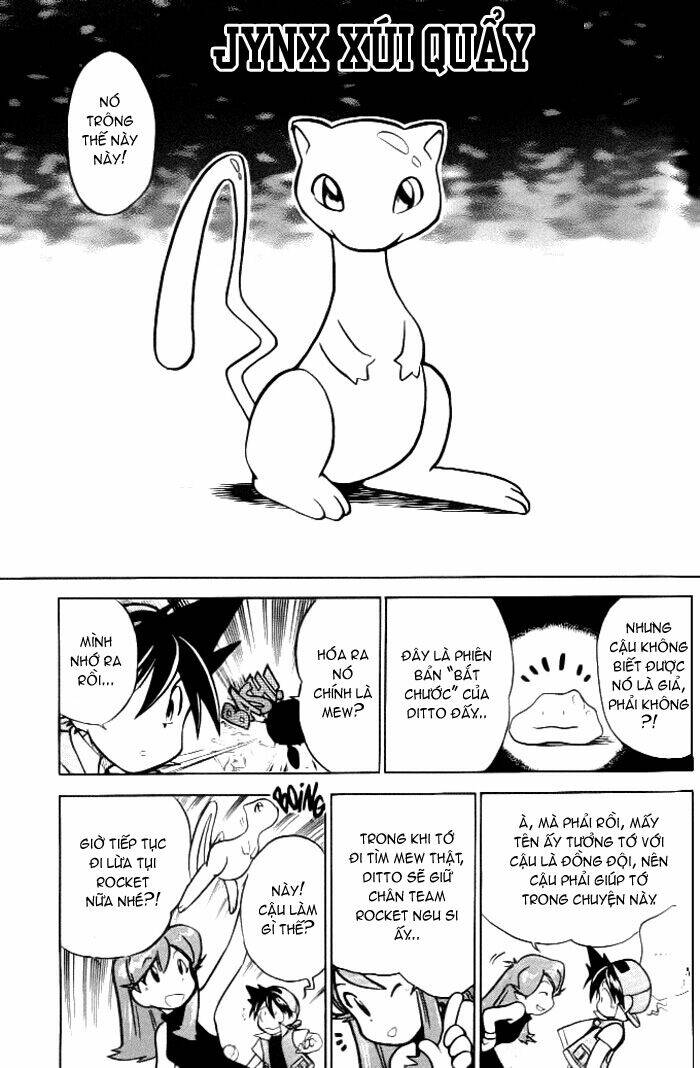 JYNX XÚI QUẨY
NÓ
TRÔNG
THẾ NÀY
NÀY!
NHƯNG
CẬU KHÔNG
BIẾT ĐƯỢC
NÓ LÀ GIẢ,
PHẢI KHÔNG
?!
ĐÂY LÀ PHIÊN
BẢN "BẮT
CHƯỚC" CỦA
DITTO ĐẤY..
HÓA RA
NÓ
CHÍNH LÀ
MEW?
BASH!
MÌNH
NHỚ RA
RỒI...
À, MÀ PHẢI RỒI, MẤY
TÊN ẤY TƯỞNG TỚ VỚI
CẬU LÀ ĐỒNG ĐỘI, NÊN
CẬU PHẢI GIÚP TỚ
TRONG CHUYỆN NÀY.
TRONG KHI TỚ
ĐI TÌM MEW THẬT,
DITTO SẼ GIỮ
CHÂN TEAM
ROCKET NGU SI
ẤY..
BOING
NÀY!
CẬU LÀM
GÌ THẾ?
GIỜ TIẾP TỤC
ĐI LỪA TỤI
ROCKET
NỮA NHÉ?!